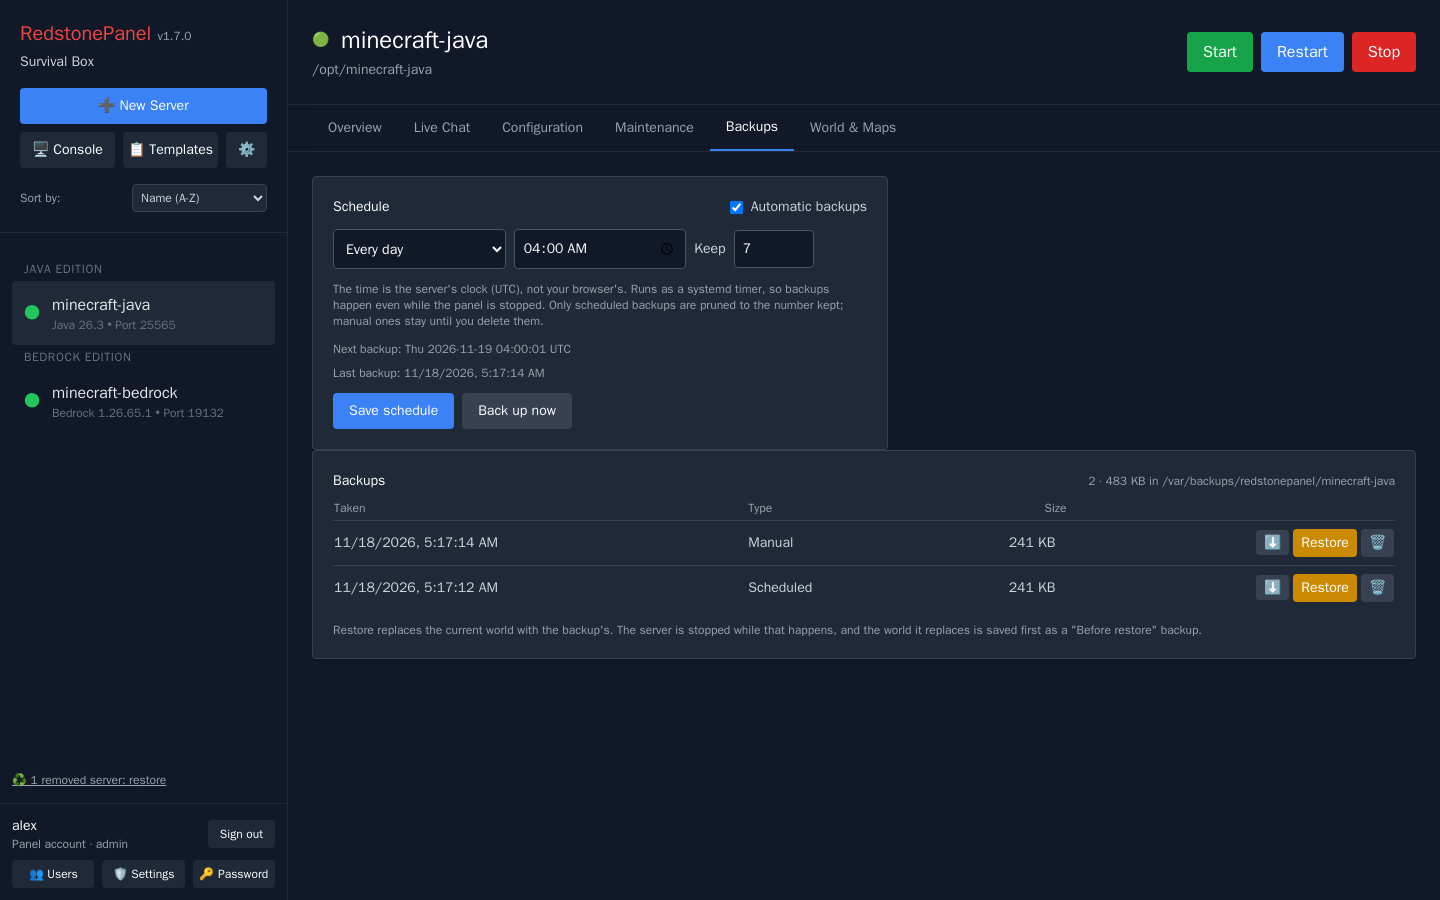 RedstonePanel v1.7.0
Survival Box
➕ New Server
🖥️ Console
📋 Templates
⚙️
Sort by:
Name (A-Z)
JAVA EDITION
minecraft-java
Java 26.3 • Port 25565
BEDROCK EDITION
minecraft-bedrock
Bedrock 1.26.65.1 • Port 19132
♻️ 1 removed server: restore
alex
Panel account · admin
Sign out
👥 Users
🛡️ Settings
🔑 Password
minecraft-java
/opt/minecraft-java
Start
Restart
Stop
Overview
Live Chat
Configuration
Maintenance
Backups
World & Maps
Schedule
Automatic backups
Every day
04:00 AM
Keep
7
The time is the server's clock (UTC), not your browser's. Runs as a systemd timer, so backups
happen even while the panel is stopped. Only scheduled backups are pruned to the number kept;
manual ones stay until you delete them.
Next backup: Thu 2026-11-19 04:00:01 UTC
Last backup: 11/18/2026, 5:17:14 AM
Save schedule
Back up now
Backups
2 · 483 KB in /var/backups/redstonepanel/minecraft-java
Taken Type Size
11/18/2026, 5:17:14 AM Manual 241 KB ⬇️ Restore 🗑️
11/18/2026, 5:17:12 AM Scheduled 241 KB ⬇️ Restore 🗑️
Restore replaces the current world with the backup's. The server is stopped while that happens, and the world it replaces is saved first as a "Before restore" backup.